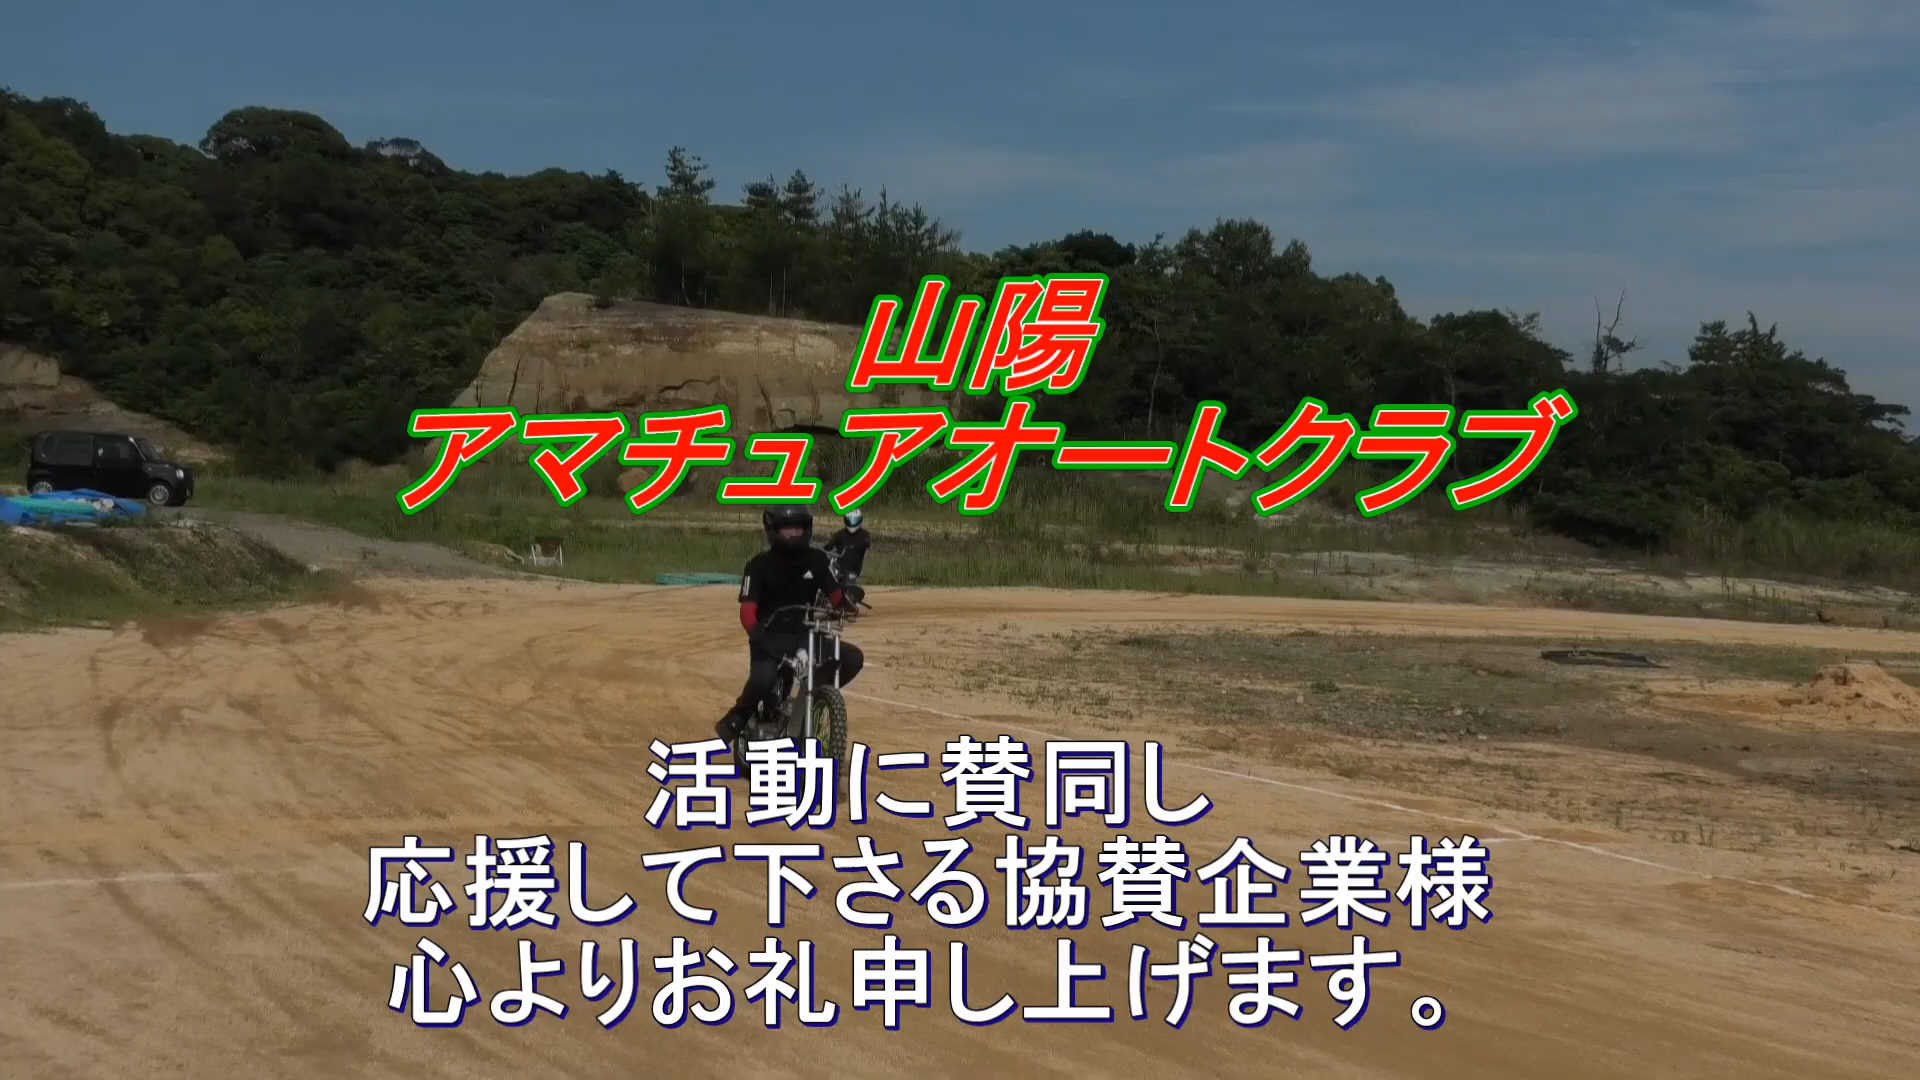 山陽
アマチュアオートクラブ
活動に賛同し
応援して下さる協賛企業様
心よりお礼申し上げます。